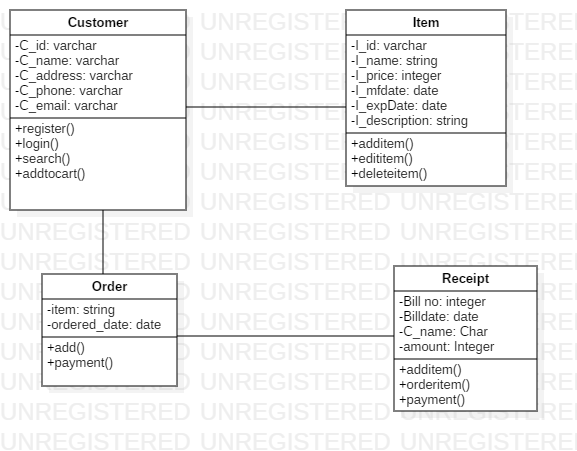 Customer
-C_id: varchar
-C_name: varchar
-C_address: varchar
-C_phone: varchar
-C_email: varchar
+register()
+login()
+search()
+addtocart()
Item
-I_id: varchar
-I_name: string
-I_price: integer
-I_mfdate: date
-I_expDate: date
-I_description: string
+additem()
+edititem()
+deleteitem()
Order
-item: string
-ordered_date: date
+add()
+payment()
Receipt
-Bill no: integer
-Billdate: date
-C_name: Char
-amount: Integer
+additem()
+orderitem()
+payment()
UNREGISTERED UNREGISTERED UNREGISTERED